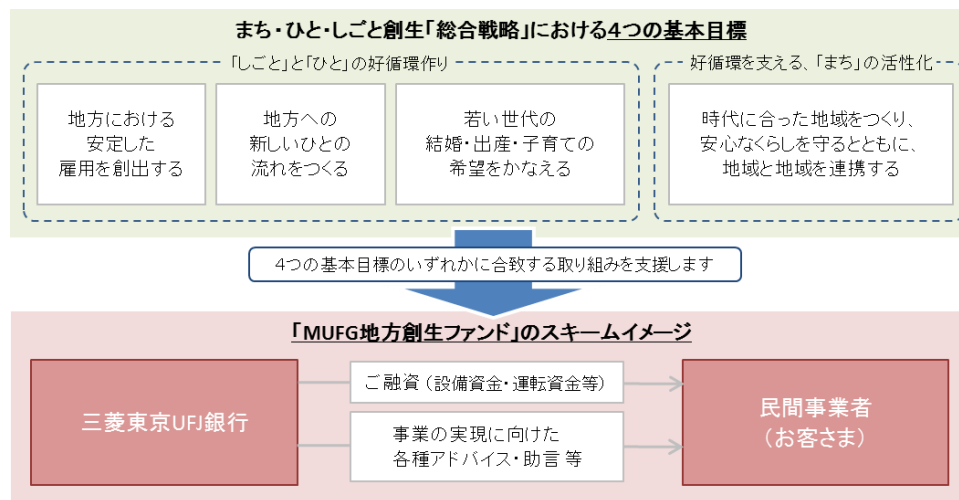 まち・ひと・しごと創生「総合戦略」における4つの基本目標
「しごと」と「ひと」の好循環作り
好循環を支える、「まち」の活性化
地方における
安定した
雇用を創出する
地方への
新しいひとの
流れをつくる
若い世代の
結婚・出産・子育ての
希望をかなえる
時代に合った地域をつくり、
安心なくらしを守るとともに、
地域と地域を連携する
4つの基本目標のいずれかに合致する取り組みを支援します
「MUFG地方創生ファンド」のスキームイメージ
三菱東京UFJ銀行
ご融資（設備資金・運転資金等）
事業の実現に向けた
各種アドバイス・助言 等
民間事業者
（お客さま）